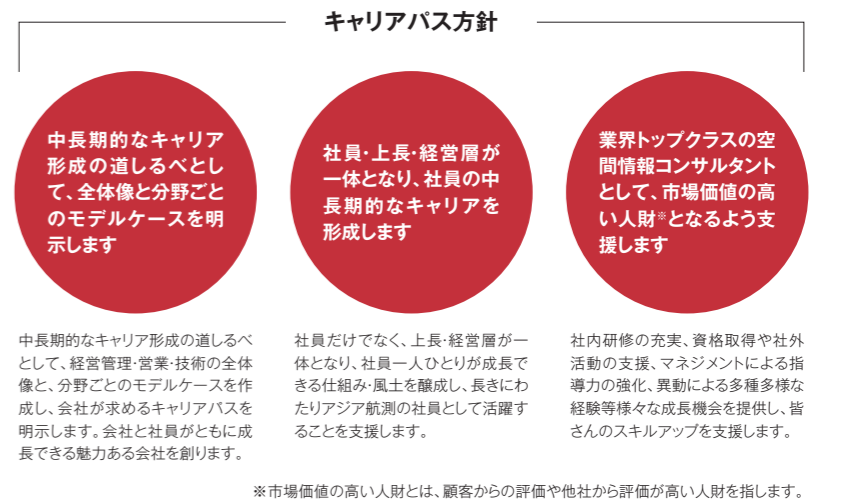 キャリアパス方針
中長期的なキャリア
形成の道しるべとし
て、全体像と分野ごと
のモデルケースを明
示します
社員・上長・経営層が
一体となり、社員の中
長期的なキャリアを
形成します
業界トップクラスの空
間情報コンサルタント
として、市場価値の高
い人財※となるよう支
援します
中長期的なキャリア形成の道しるべ
として、経営管理・営業・技術の全体
像と、分野ごとのモデルケースを作
成し、会社が求めるキャリアパスを
明示します。会社と社員がともに成
長できる魅力ある会社を創ります。
社員だけでなく、上長・経営層が一
体となり、社員一人ひとりが成長で
きる仕組み・風土を醸成し、長きにわ
たりアジア航測の社員として活躍す
ることを支援します。
社内研修の充実、資格取得や社外
活動の支援、マネジメントによる指
導力の強化、異動による多種多様な
経験等様々な成長機会を提供し、皆
さんのスキルアップを支援します。
※市場価値の高い人財とは、顧客からの評価や他社から評価が高い人財を指します。